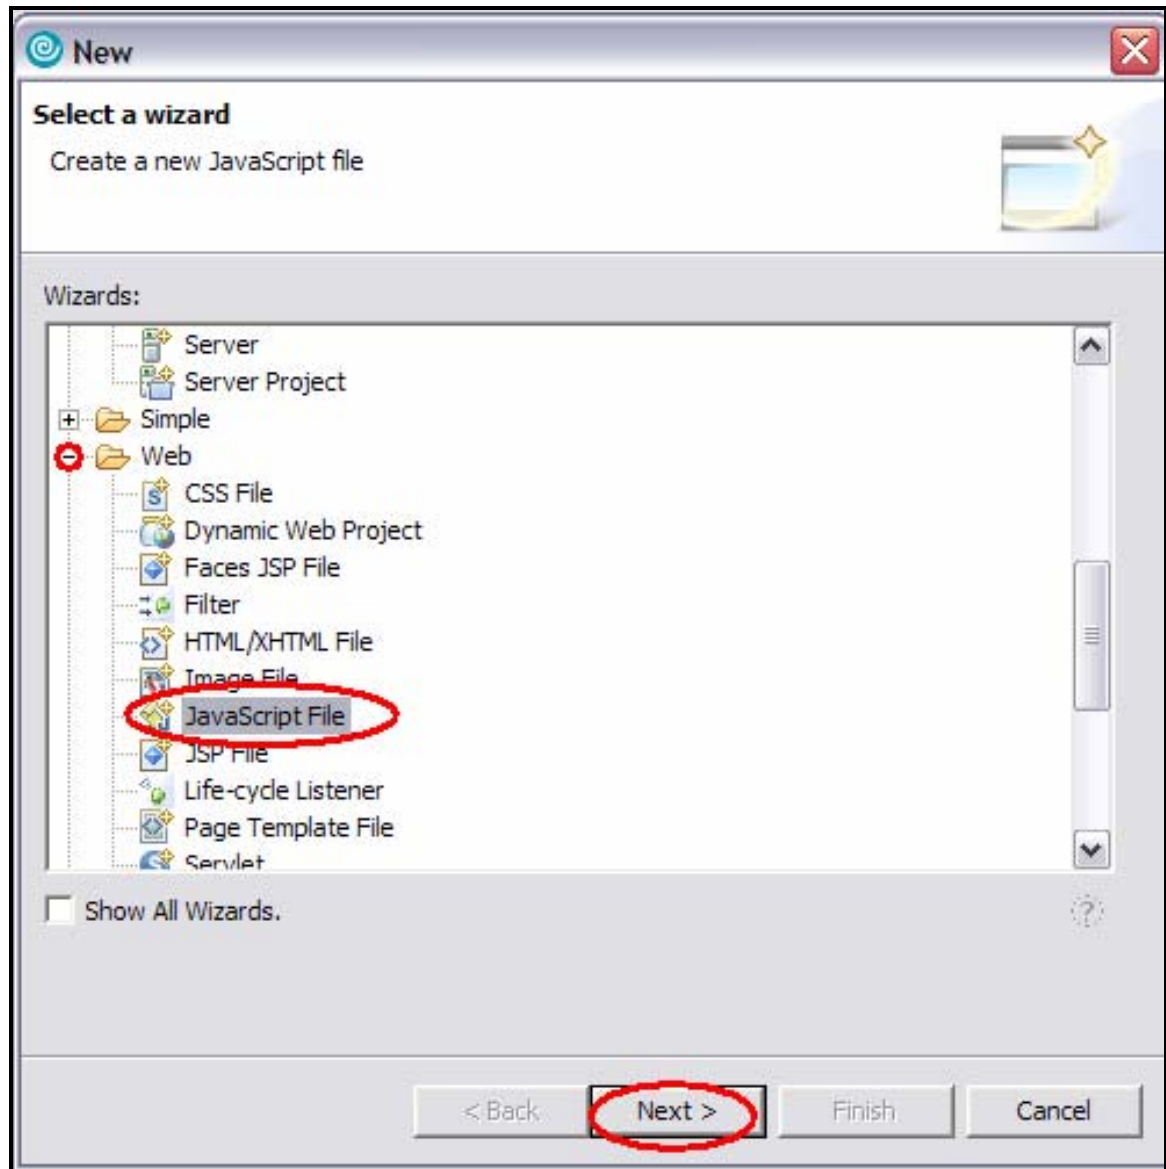 New
Select a wizard
Create a new JavaScript file
Wizards:
Server
Server Project
Simple
Web
CSS File
Dynamic Web Project
Faces JSP File
Filter
HTML/XHTML File
Image File
JavaScript File
JSP File
Life-cycle Listener
Page Template File
Servlet
Show All Wizards.
< Back Next > Finish Cancel